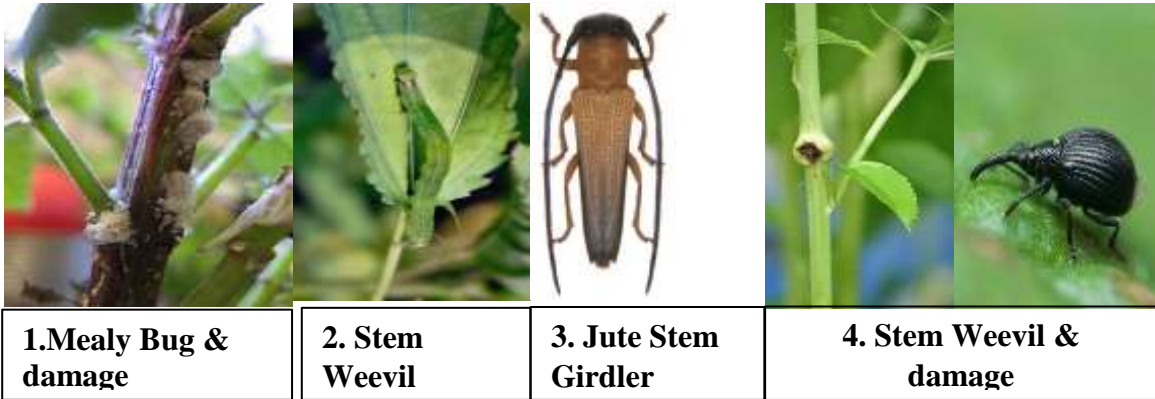 1.Mealy Bug &
damage
2. Stem
Weevil
3. Jute Stem
Girdler
4. Stem Weevil &
damage